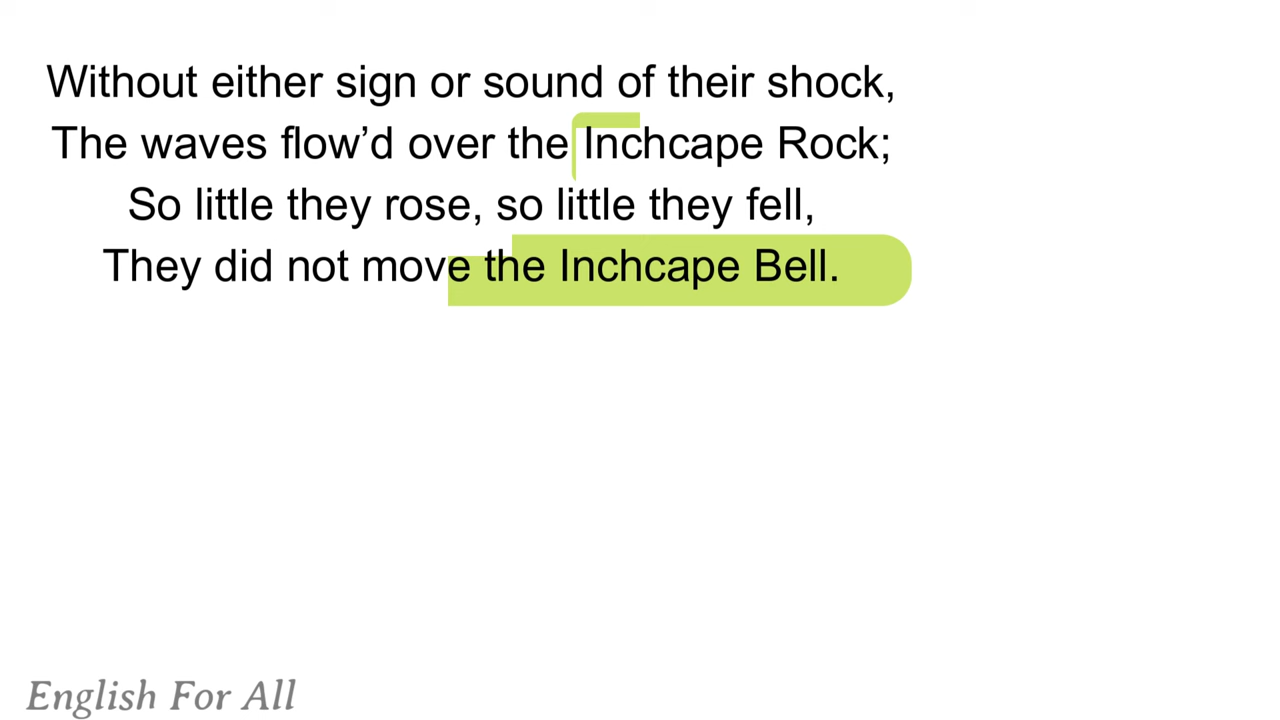 Without either sign or sound of their shock,
The waves flow’d over the Inchcape Rock;
So little they rose, so little they fell,
They did not move the Inchcape Bell.
English For All